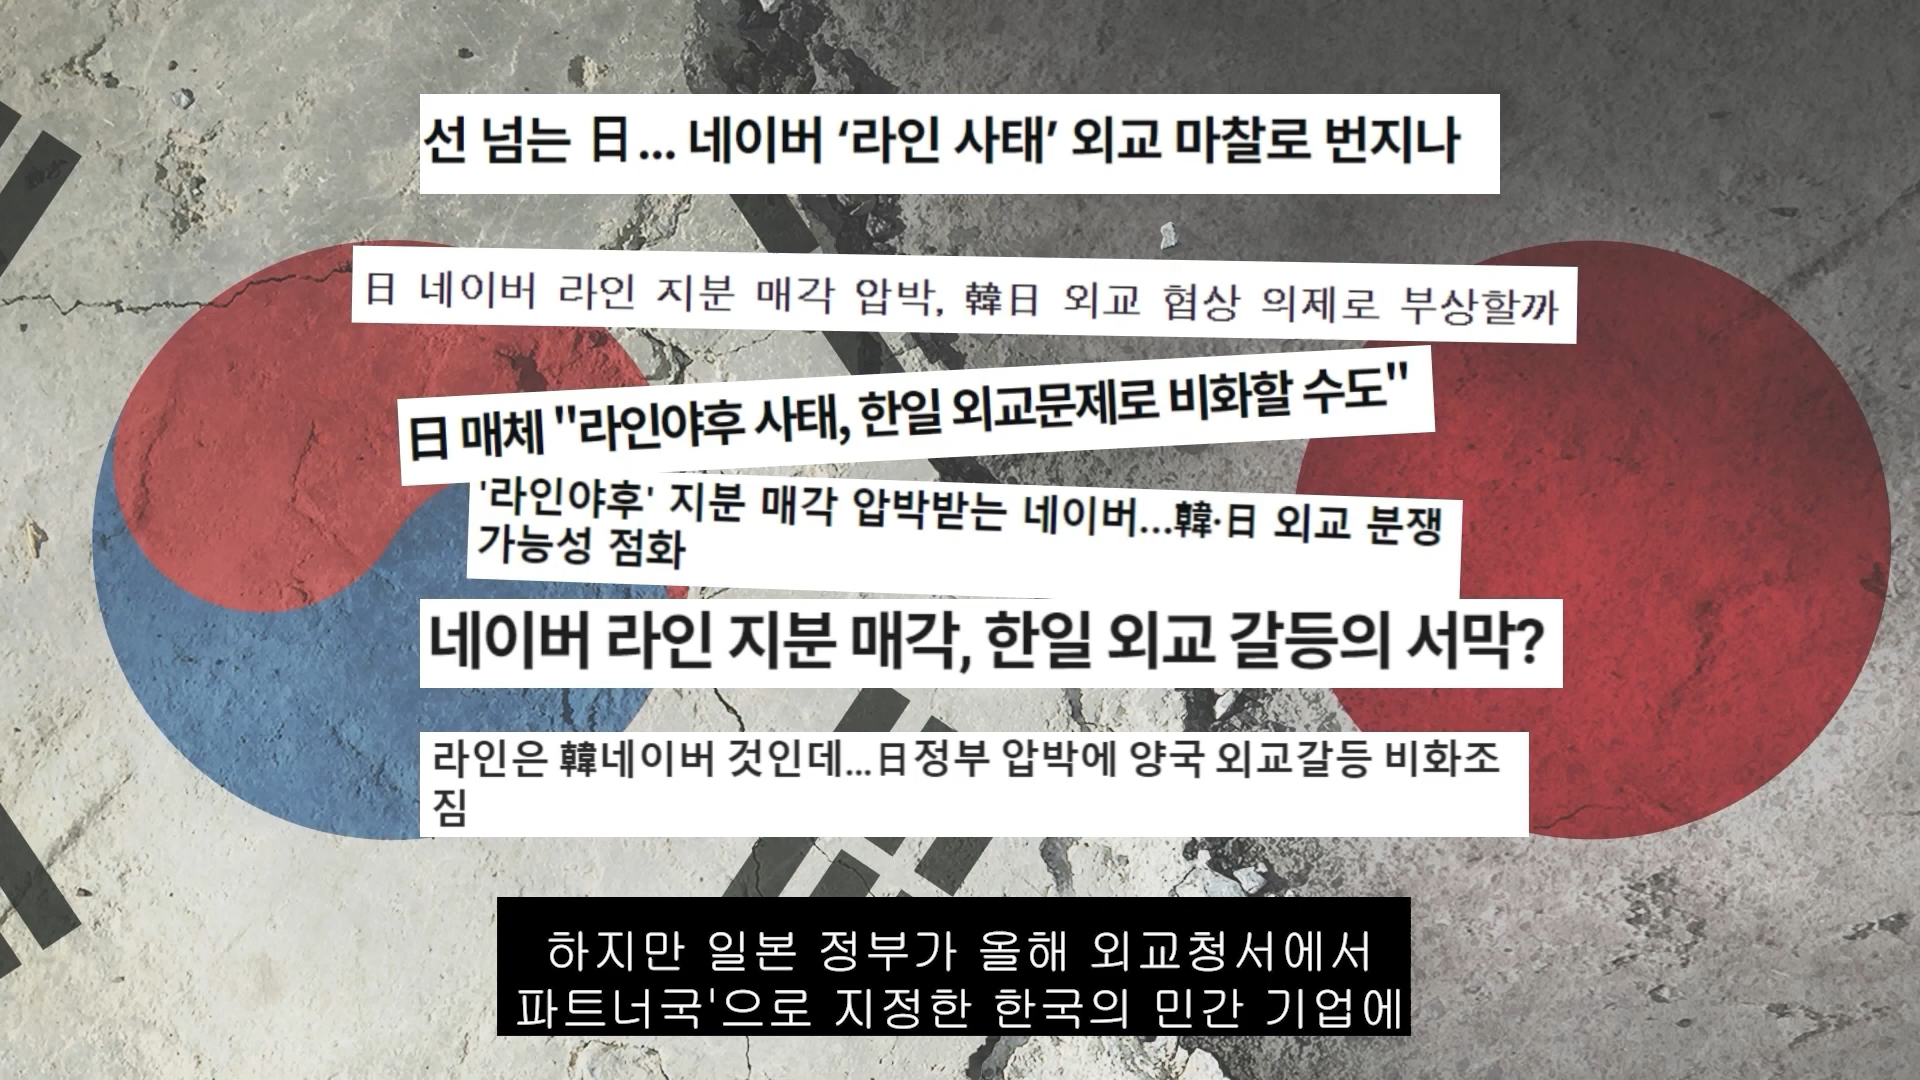 선 넘는 日... 네이버 ‘라인 사태’ 외교 마찰로 번지나
日 네이버 라인 지분 매각 압박, 韓日 외교 협상 의제로 부상할까
日 매체 "라인야후 사태, 한일 외교문제로 비화할 수도"
'라인야후' 지분 매각 압박받는 네이버...韓·日 외교 분쟁
가능성 점화
네이버 라인 지분 매각, 한일 외교 갈등의 서막?
라인은 韓네이버 것인데...日정부 압박에 양국 외교갈등 비화조
짐
하지만 일본 정부가 올해 외교청서에서
파트너국'으로 지정한 한국의 민간 기업에